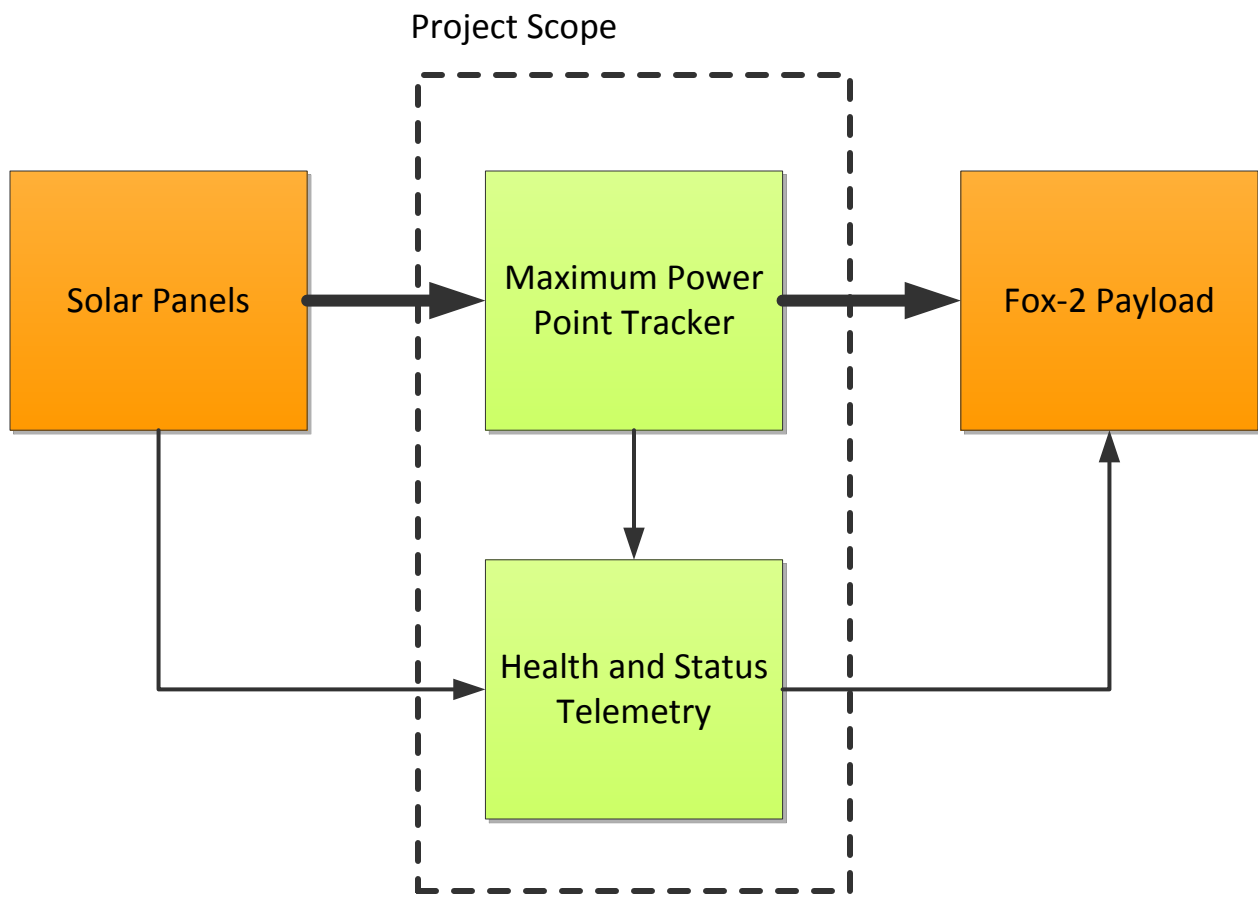 Project Scope
Solar Panels
Maximum Power
Point Tracker
Fox-2 Payload
Health and Status
Telemetry